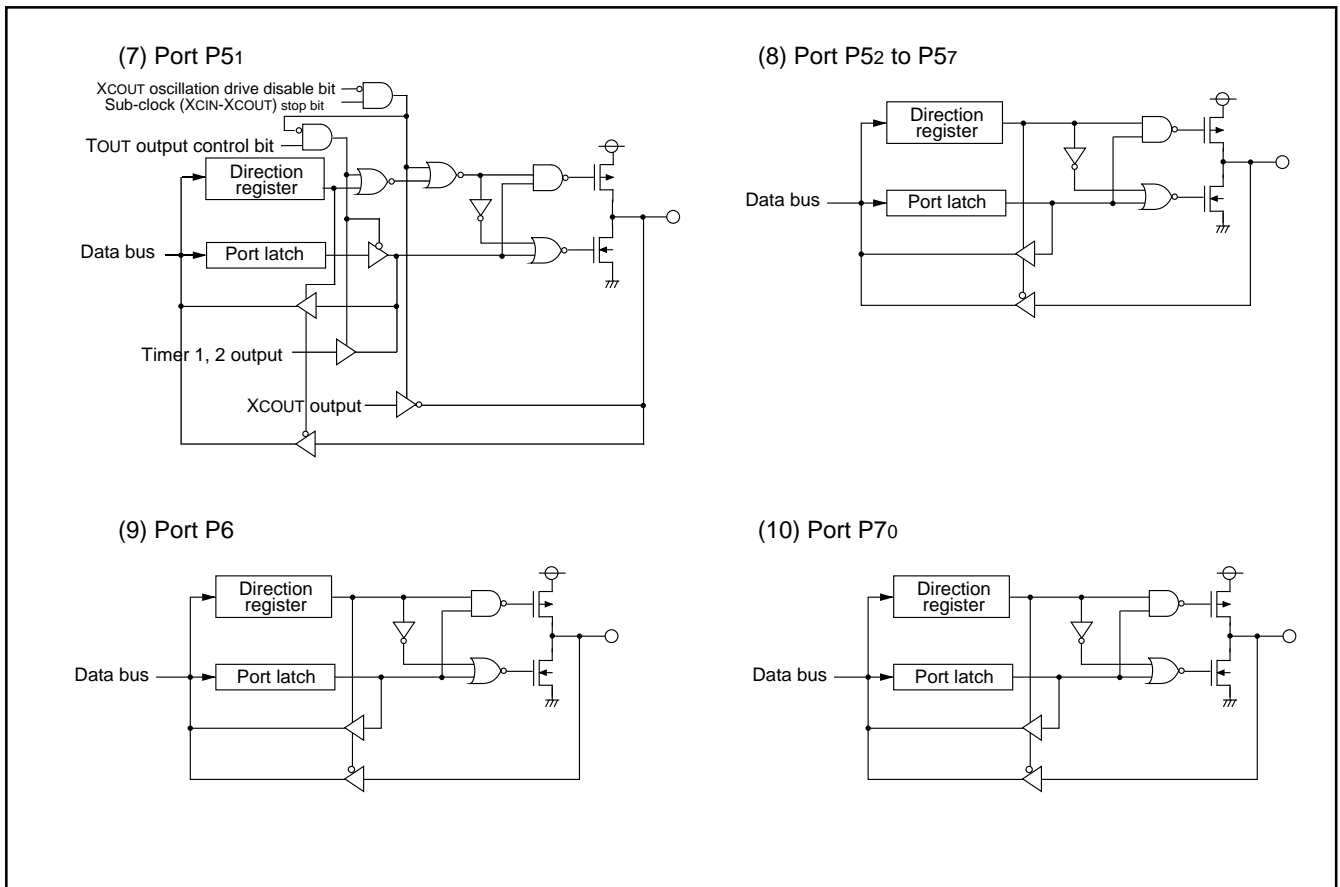 (7) Port P51
XCOUT oscillation drive disable bit
Sub-clock (XCIN-XCOUT) stop bit
TOUT output control bit
Direction
register
Data bus
Port latch
Timer 1, 2 output
XCOUT output
(8) Port P52 to P57
Direction
register
Data bus
Port latch
(9) Port P6
Direction
register
Data bus
Port latch
(10) Port P70
Direction
register
Data bus
Port latch